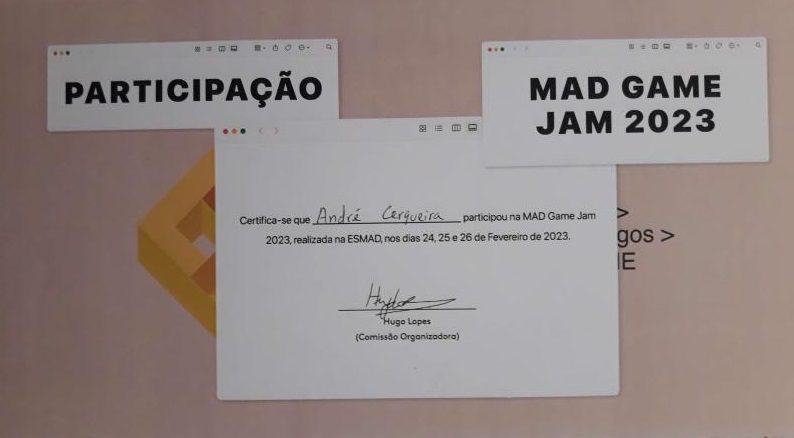 PARTICIPAÇÃO
MAD GAME
JAM 2023
Certifica-se que André Cerqueira participou na MAD Game Jam
2023, realizada na ESMAD, nos dias 24, 25 e 26 de Fevereiro de 2023.
>
gos >
IE
Hugo Lopes
(Comissão Organizadora)